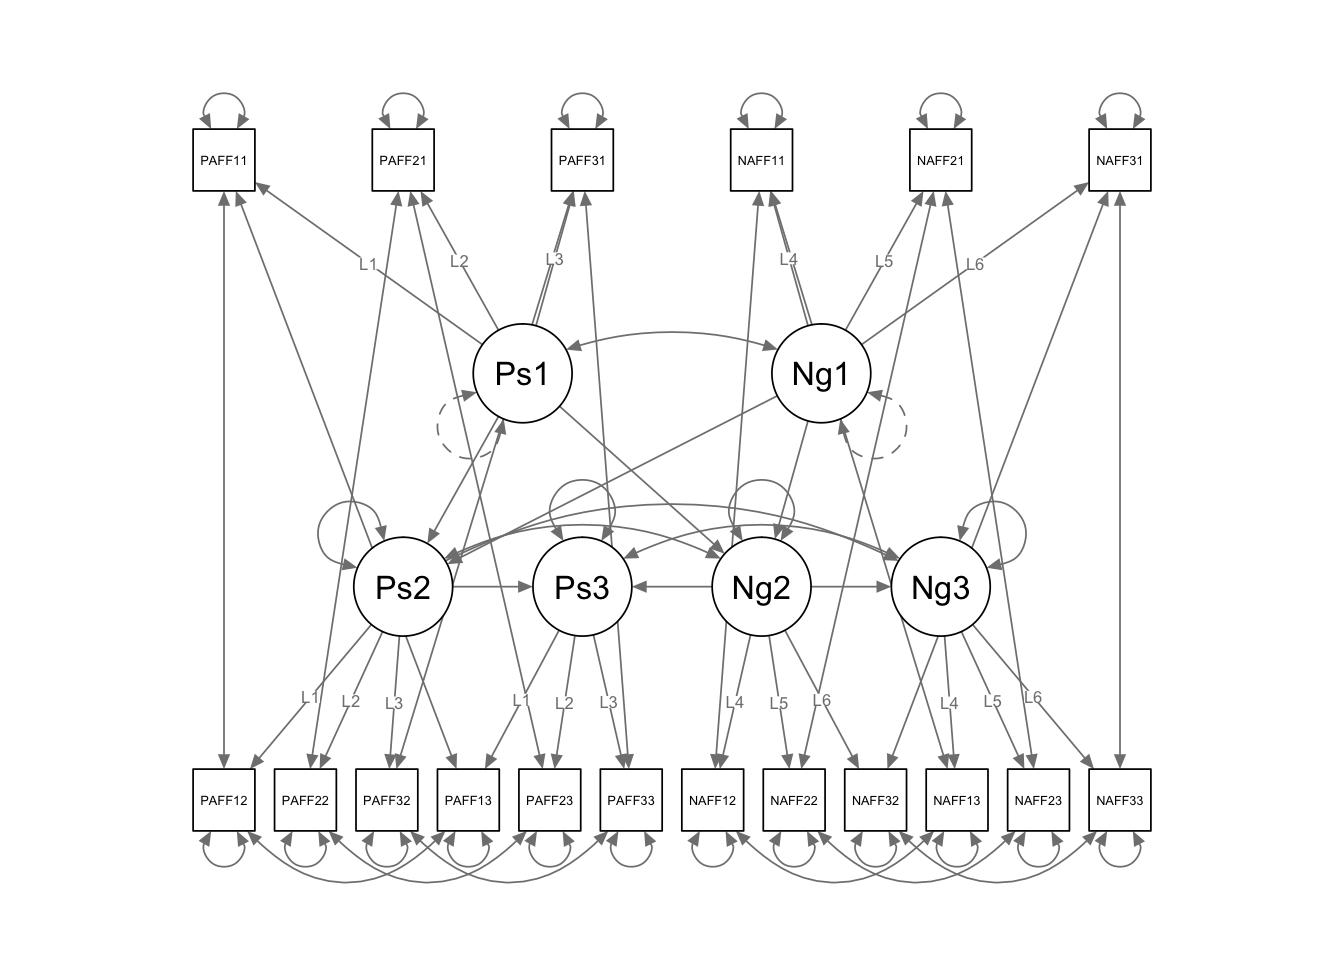 PAFF11 PAFF21 PAFF31 NAFF11 NAFF21 NAFF31
L1 L2 L3 L4 L5 L6
Ps1 Ng1
Ps2 Ps3 Ng2 Ng3
L1 L2 L3 L1 L2 L3 L4 L5 L6 L4 L5 L6
PAFF12 PAFF22 PAFF32 PAFF13 PAFF23 PAFF33 NAFF12 NAFF22 NAFF32 NAFF13 NAFF23 NAFF33